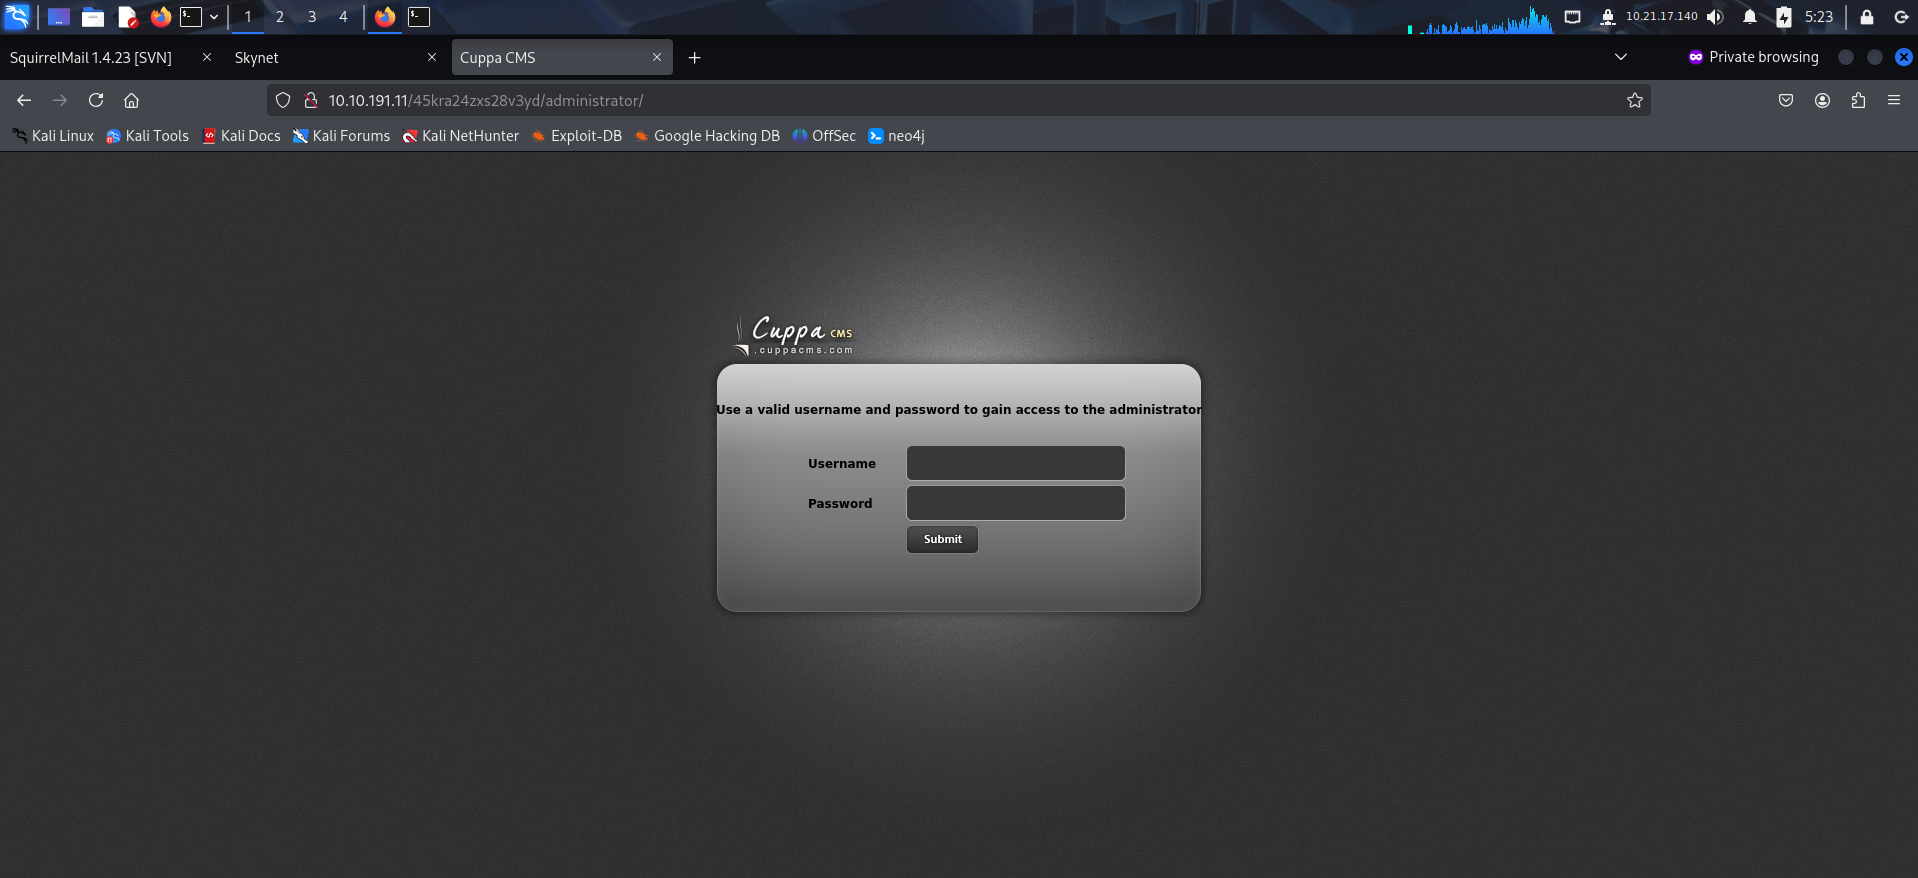 1 2 3 4 10.21.17.140 5:23
SquirrelMail 1.4.23 [SVN] Skynet Cuppa CMS Private browsing
10.10.191.11/45kra24zxs28v3yd/administrator/
Kali Linux Kali Tools Kali Docs Kali Forums Kali NetHunter Exploit-DB Google Hacking DB OffSec neo4j
Cuppa CMS
.cuppacms.com
Use a valid username and password to gain access to the administrator
Username
Password
Submit